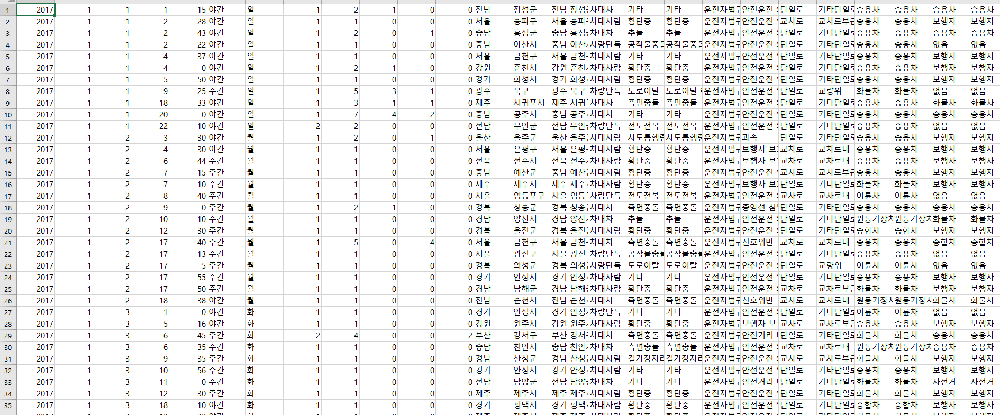 1 2017 1 1 1 15 야간 일 1 2 1 0 0 전남 장성군 전남 장성 차대차 기타 기타 운전자법규 안전운전 단일로 기타단일로 승용차 승용차 승용차 승용차
2 2017 1 1 2 28 야간 일 1 1 0 0 0 서울 송파구 서울 송파 차대사람 횡단중 횡단중 운전자법규 안전운전 교차로 교차로부근 승용차 승용차 보행자 보행자
3 2017 1 1 2 43 야간 일 1 2 0 1 0 충남 홍성군 충남 홍성 차대차 추돌 추돌 운전자법규 안전운전 단일로 기타단일로 승용차 승용차 승용차 승용차
4 2017 1 1 2 22 야간 일 1 1 0 0 0 충남 아산시 충남 아산 차량단독 공작물충돌 공작물충돌 운전자법규 안전운전 단일로 기타단일로 승용차 승용차 없음 없음
5 2017 1 1 4 37 야간 일 1 1 0 0 0 서울 금천구 서울 금천 차대사람 기타 기타 운전자법규 안전운전 단일로 기타단일로 승용차 승용차 보행자 보행자
6 2017 1 1 4 0 야간 일 1 2 1 0 0 강원 춘천시 강원 춘천 차대사람 횡단중 횡단중 운전자법규 안전운전 단일로 기타단일로 승용차 승용차 보행자 보행자
7 2017 1 1 5 50 야간 일 1 1 0 0 0 경기 화성시 경기 화성 차대사람 횡단중 횡단중 운전자법규 안전운전 단일로 기타단일로 승용차 승용차 보행자 보행자
8 2017 1 1 9 25 주간 일 1 5 3 1 0 광주 북구 광주 북구 차량단독 도로이탈 도로이탈 운전자법규 안전운전 단일로 교량위 화물차 화물차 없음 없음
9 2017 1 1 18 33 야간 일 1 3 1 1 0 제주 서귀포시 제주 서귀 차대차 측면충돌 측면충돌 운전자법규 안전운전 단일로 기타단일로 승용차 승용차 화물차 화물차
10 2017 1 1 20 0 야간 일 1 7 4 2 0 충남 공주시 충남 공주 차대차 기타 기타 운전자법규 안전운전 단일로 기타단일로 승용차 승용차 승용차 승용차
11 2017 1 1 22 10 야간 일 2 2 0 0 0 전남 무안군 전남 무안 차량단독 전도전복 전도전복 운전자법규 안전운전 단일로 기타단일로 승용차 승용차 없음 없음
12 2017 1 2 3 30 야간 월 1 2 0 1 0 울산 울주군 울산 울주 차대사람 차도통행중 차도통행중 운전자법규 과속 단일로 기타단일로 승용차 승용차 보행자 보행자
13 2017 1 2 4 30 야간 월 1 1 0 0 0 서울 은평구 서울 은평 차대사람 횡단중 횡단중 운전자법규 보행자 교차로 교차로내 승용차 승용차 보행자 보행자
14 2017 1 2 6 44 주간 월 1 1 0 0 0 전북 전주시 전북 전주 차대사람 횡단중 횡단중 운전자법규 보행자 교차로 교차로내 승용차 승용차 보행자 보행자
15 2017 1 2 7 15 주간 월 1 1 0 0 0 충남 예산군 충남 예산 차대사람 횡단중 횡단중 운전자법규 안전운전 교차로 교차로부근 승용차 승용차 보행자 보행자
16 2017 1 2 7 10 주간 월 1 1 0 0 0 제주 제주시 제주 제주 차대사람 횡단중 횡단중 운전자법규 보행자 단일로 기타단일로 화물차 화물차 보행자 보행자
17 2017 1 2 8 40 주간 월 1 1 0 0 0 서울 영등포구 서울 영등 차량단독 전도전복 전도전복 운전자법규 안전운전 교차로 교차로내 이륜차 이륜차 없음 없음
18 2017 1 2 9 0 주간 월 1 2 1 0 0 경북 청송군 경북 청송 차대차 측면충돌 측면충돌 운전자법규 중앙선 단일로 기타단일로 승용차 승용차 승용차 승용차
19 2017 1 2 10 10 주간 월 1 1 0 0 0 경남 양산시 경남 양산 차대차 추돌 추돌 운전자법규 안전운전 단일로 기타단일로 원동기장치 원동기장치 화물차 화물차
20 2017 1 2 12 30 주간 월 1 1 0 0 0 경북 울진군 경북 울진 차대사람 횡단중 횡단중 운전자법규 안전운전 단일로 기타단일로 승합차 승합차 보행자 보행자
21 2017 1 2 17 40 주간 월 1 5 0 4 0 서울 금천구 서울 금천 차대차 측면충돌 측면충돌 운전자법규 신호위반 교차로 교차로내 승용차 승용차 승합차 승합차
22 2017 1 2 17 13 주간 월 1 1 0 0 0 서울 광진구 서울 광진 차량단독 공작물충돌 공작물충돌 운전자법규 안전운전 단일로 기타단일로 승용차 승용차 없음 없음
23 2017 1 2 17 5 주간 월 1 1 0 0 0 경북 의성군 경북 의성 차량단독 도로이탈 도로이탈 운전자법규 안전운전 단일로 교량위 이륜차 이륜차 없음 없음
24 2017 1 2 17 55 주간 월 1 1 0 0 0 경기 안성시 경기 안성 차대사람 기타 기타 운전자법규 안전운전 단일로 기타단일로 승용차 승용차 보행자 보행자
25 2017 1 2 17 50 주간 월 1 1 0 0 0 경남 남해군 경남 남해 차대사람 횡단중 횡단중 운전자법규 안전운전 교차로 교차로부근 화물차 화물차 보행자 보행자
26 2017 1 2 18 38 야간 월 1 1 0 0 0 전남 순천시 전남 순천 차대차 측면충돌 측면충돌 운전자법규 신호위반 교차로 교차로내 원동기장치 원동기장치 화물차 화물차
27 2017 1 3 1 0 야간 화 1 1 0 0 0 경기 안성시 경기 안성 차량단독 기타 기타 운전자법규 안전운전 단일로 기타단일로 이륜차 이륜차 없음 없음
28 2017 1 3 5 16 야간 화 1 1 0 0 0 강원 원주시 강원 원주 차대사람 횡단중 횡단중 운전자법규 보행자 교차로 교차로부근 승용차 승용차 보행자 보행자
29 2017 1 3 6 45 주간 화 2 4 0 0 2 부산 강서구 부산 강서 차대차 측면충돌 측면충돌 운전자법규 안전거리 단일로 기타단일로 화물차 화물차 승용차 승용차
30 2017 1 3 6 35 주간 화 1 1 0 0 0 충남 천안시 충남 천안 차대차 측면충돌 측면충돌 운전자법규 안전운전 교차로 교차로내 원동기장치 원동기장치 승용차 승용차
31 2017 1 3 9 35 주간 화 1 1 0 0 0 경남 산청군 경남 산청 차대사람 길가장자리 길가장자리 운전자법규 안전운전 교차로 교차로부근 화물차 화물차 보행자 보행자
32 2017 1 3 10 56 주간 화 1 1 0 0 0 경기 안성시 경기 안성 차대사람 기타 기타 운전자법규 안전운전 단일로 기타단일로 승용차 승용차 보행자 보행자
33 2017 1 3 11 0 주간 화 1 1 0 0 0 전남 담양군 전남 담양 차대차 기타 기타 운전자법규 안전거리 단일로 기타단일로 화물차 화물차 자전거 자전거
34 2017 1 3 12 30 주간 화 1 1 0 0 0 제주 제주시 제주 제주 차대사람 횡단중 횡단중 운전자법규 안전운전 단일로 기타단일로 화물차 화물차 보행자 보행자
35 2017 1 3 18 10 야간 화 1 1 0 0 0 경기 평택시 경기 평택 차대사람 횡단중 횡단중 운전자법규 안전운전 단일로 기타단일로 승합차 승합차 보행자 보행자